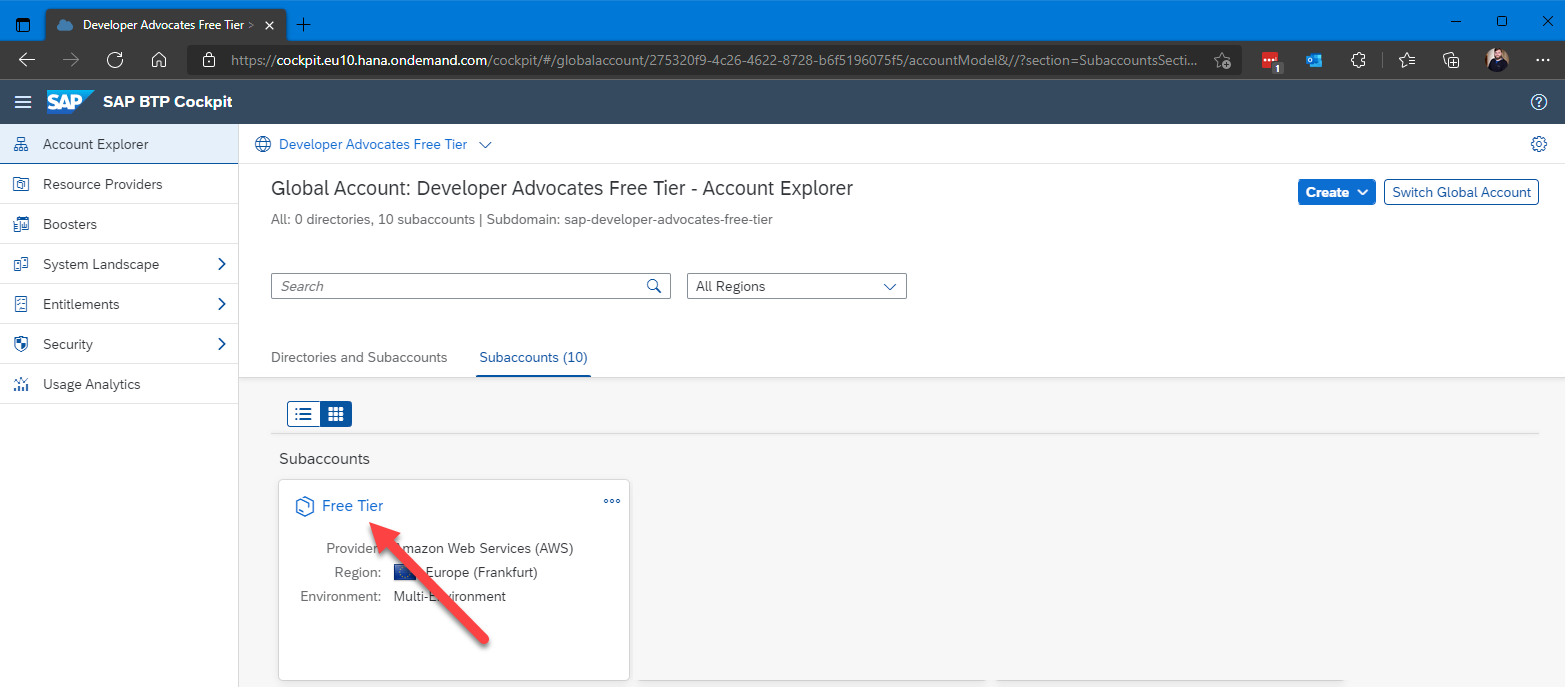 Developer Advocates Free Tier >
https://cockpit.eu10.hana.ondemand.com/cockpit/#/globalaccount/275320f9-4c26-4622-8728-b6f5196075f5/accountModel&//?section=SubaccountsSecti...
1
SAP SAP BTP Cockpit
Account Explorer
Resource Providers
Boosters
System Landscape
Entitlements
Security
Usage Analytics
Developer Advocates Free Tier
Global Account: Developer Advocates Free Tier - Account Explorer
Create
Switch Global Account
All: 0 directories, 10 subaccounts | Subdomain: sap-developer-advocates-free-tier
Search
All Regions
Directories and Subaccounts
Subaccounts (10)
Subaccounts
Free Tier
Provider: Amazon Web Services (AWS)
Region: Europe (Frankfurt)
Environment: Multi-Environment